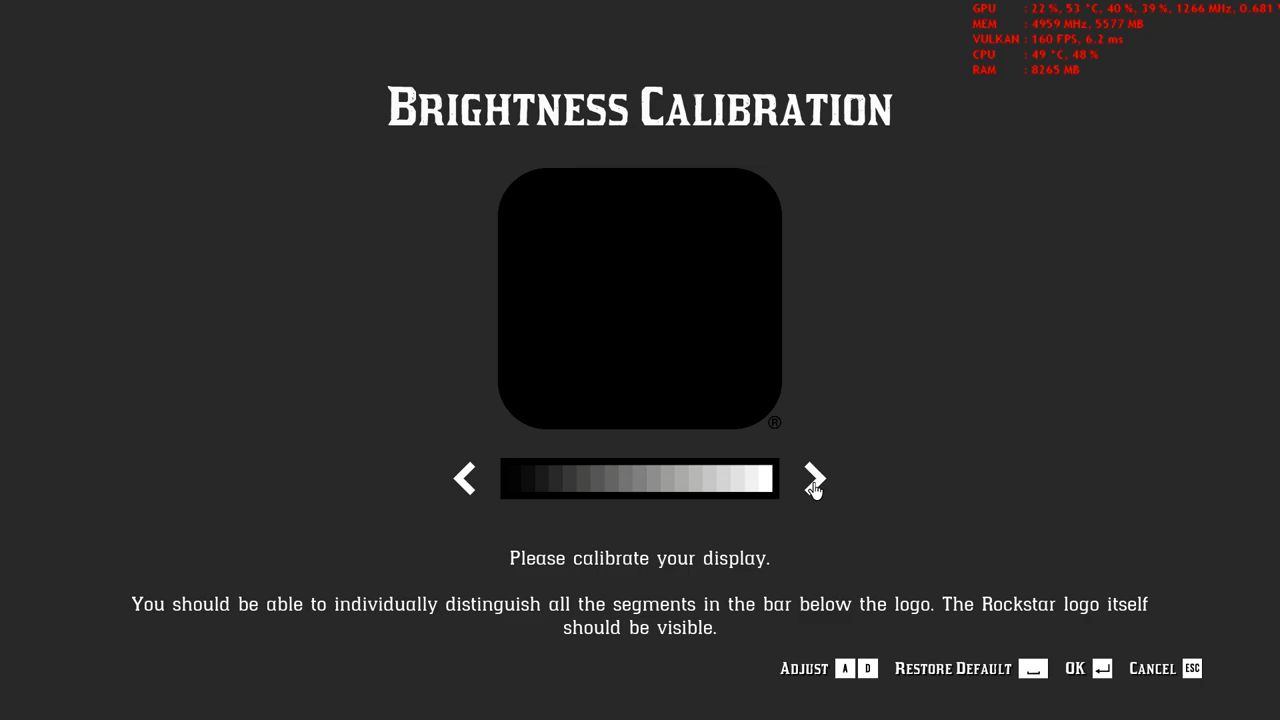 GPU : 22 %, 53 °C, 40 %, 39 %, 1266 MHz, 0.681
MEM : 4959 MHz, 5577 MB
VULKAN : 160 FPS, 6.2 ms
CPU : 49 °C, 48 %
RAM : 8265 MB
BRIGHTNESS CALIBRATION
®
Please calibrate your display.
You should be able to individually distinguish all the segments in the bar below the logo. The Rockstar logo itself
should be visible.
ADJUST A D RESTORE DEFAULT OK CANCEL ESC